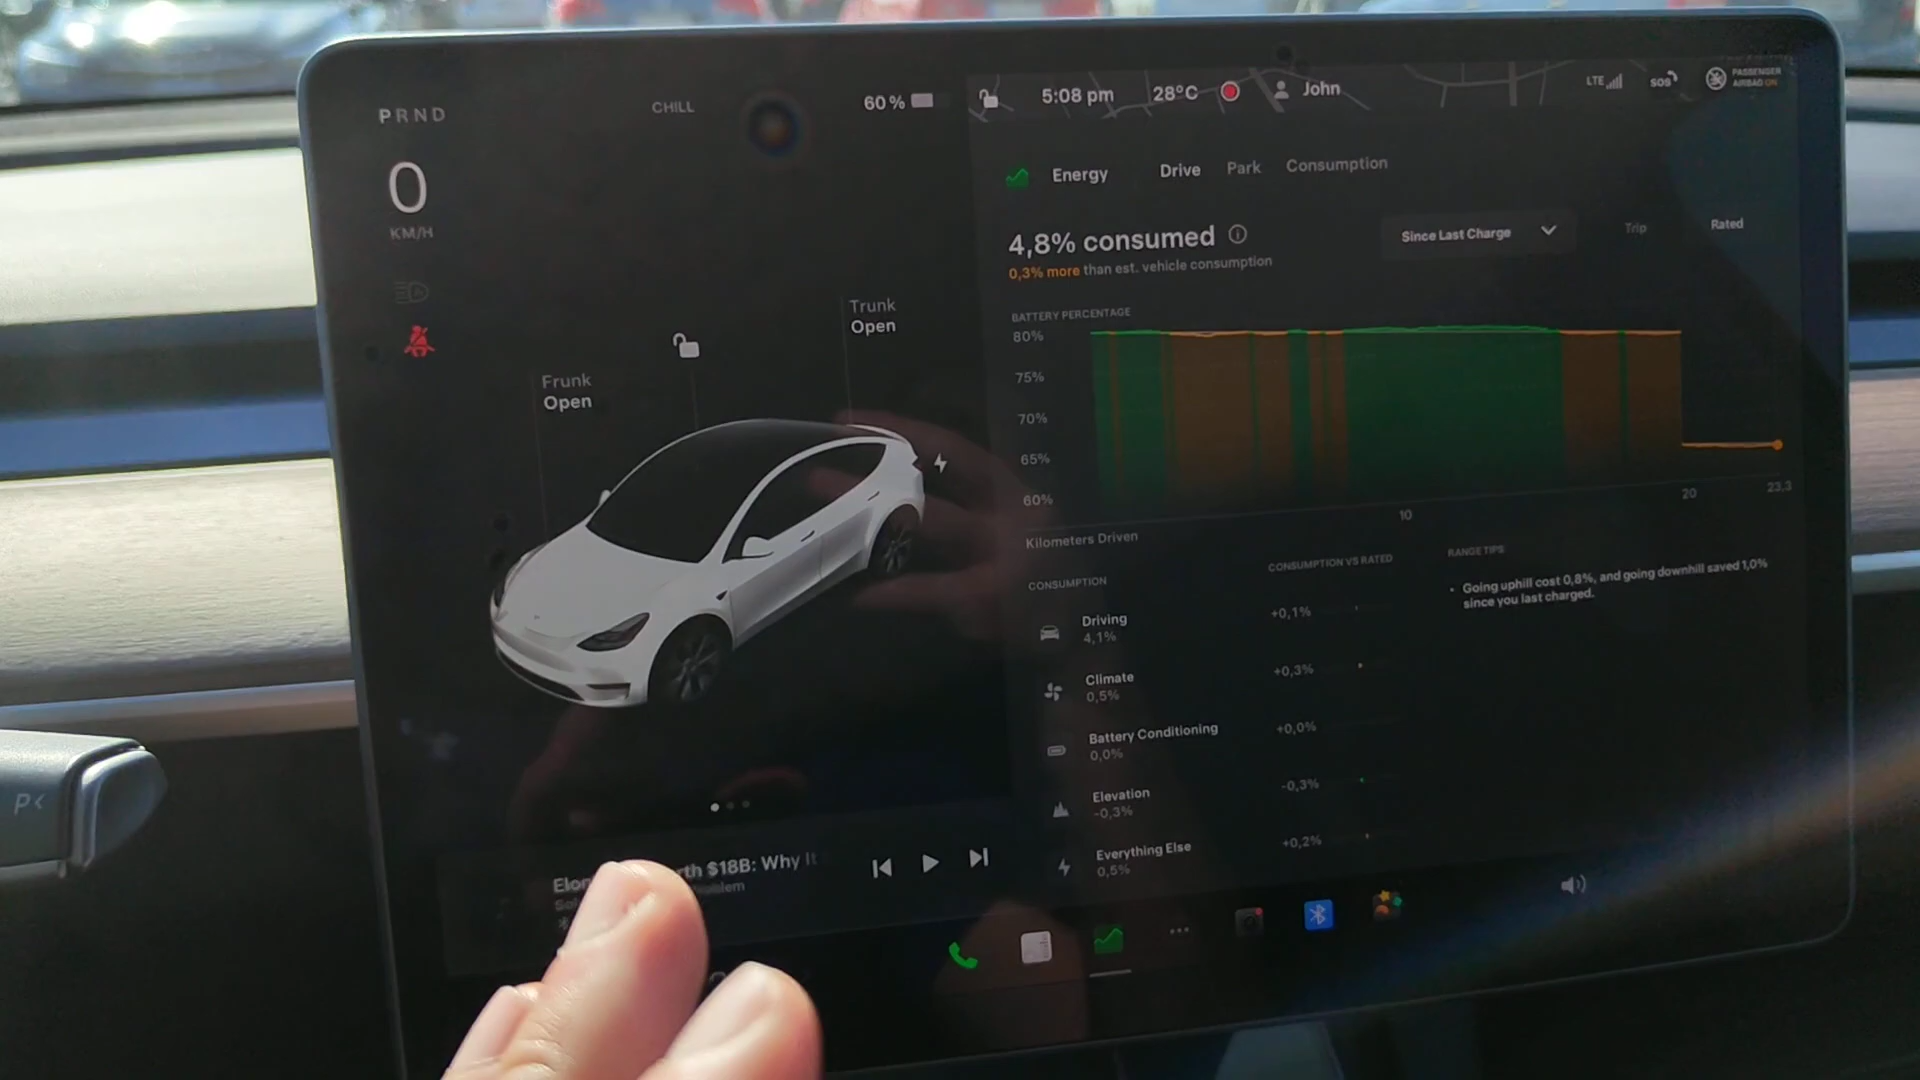 PRND
CHILL
60 %
5:08 pm
28°C
John
LTE
SOS
PASSENGER
AIRBAG ON
0
KM/H
Frunk
Open
Trunk
Open
Energy
Drive
Park
Consumption
4,8% consumed
0,3% more than est. vehicle consumption
Since Last Charge
Trip
Rated
BATTERY PERCENTAGE
80%
75%
70%
65%
60%
10
20
23,3
Kilometers Driven
CONSUMPTION
CONSUMPTION VS RATED
RANGE TIPS
Driving
4,1%
+0,1%
Climate
0,5%
+0,3%
Battery Conditioning
0,0%
+0,0%
Elevation
-0,3%
-0,3%
Everything Else
0,5%
+0,2%
• Going uphill cost 0,8%, and going downhill saved 1,0%
since you last charged.
$18B: Why It
P<